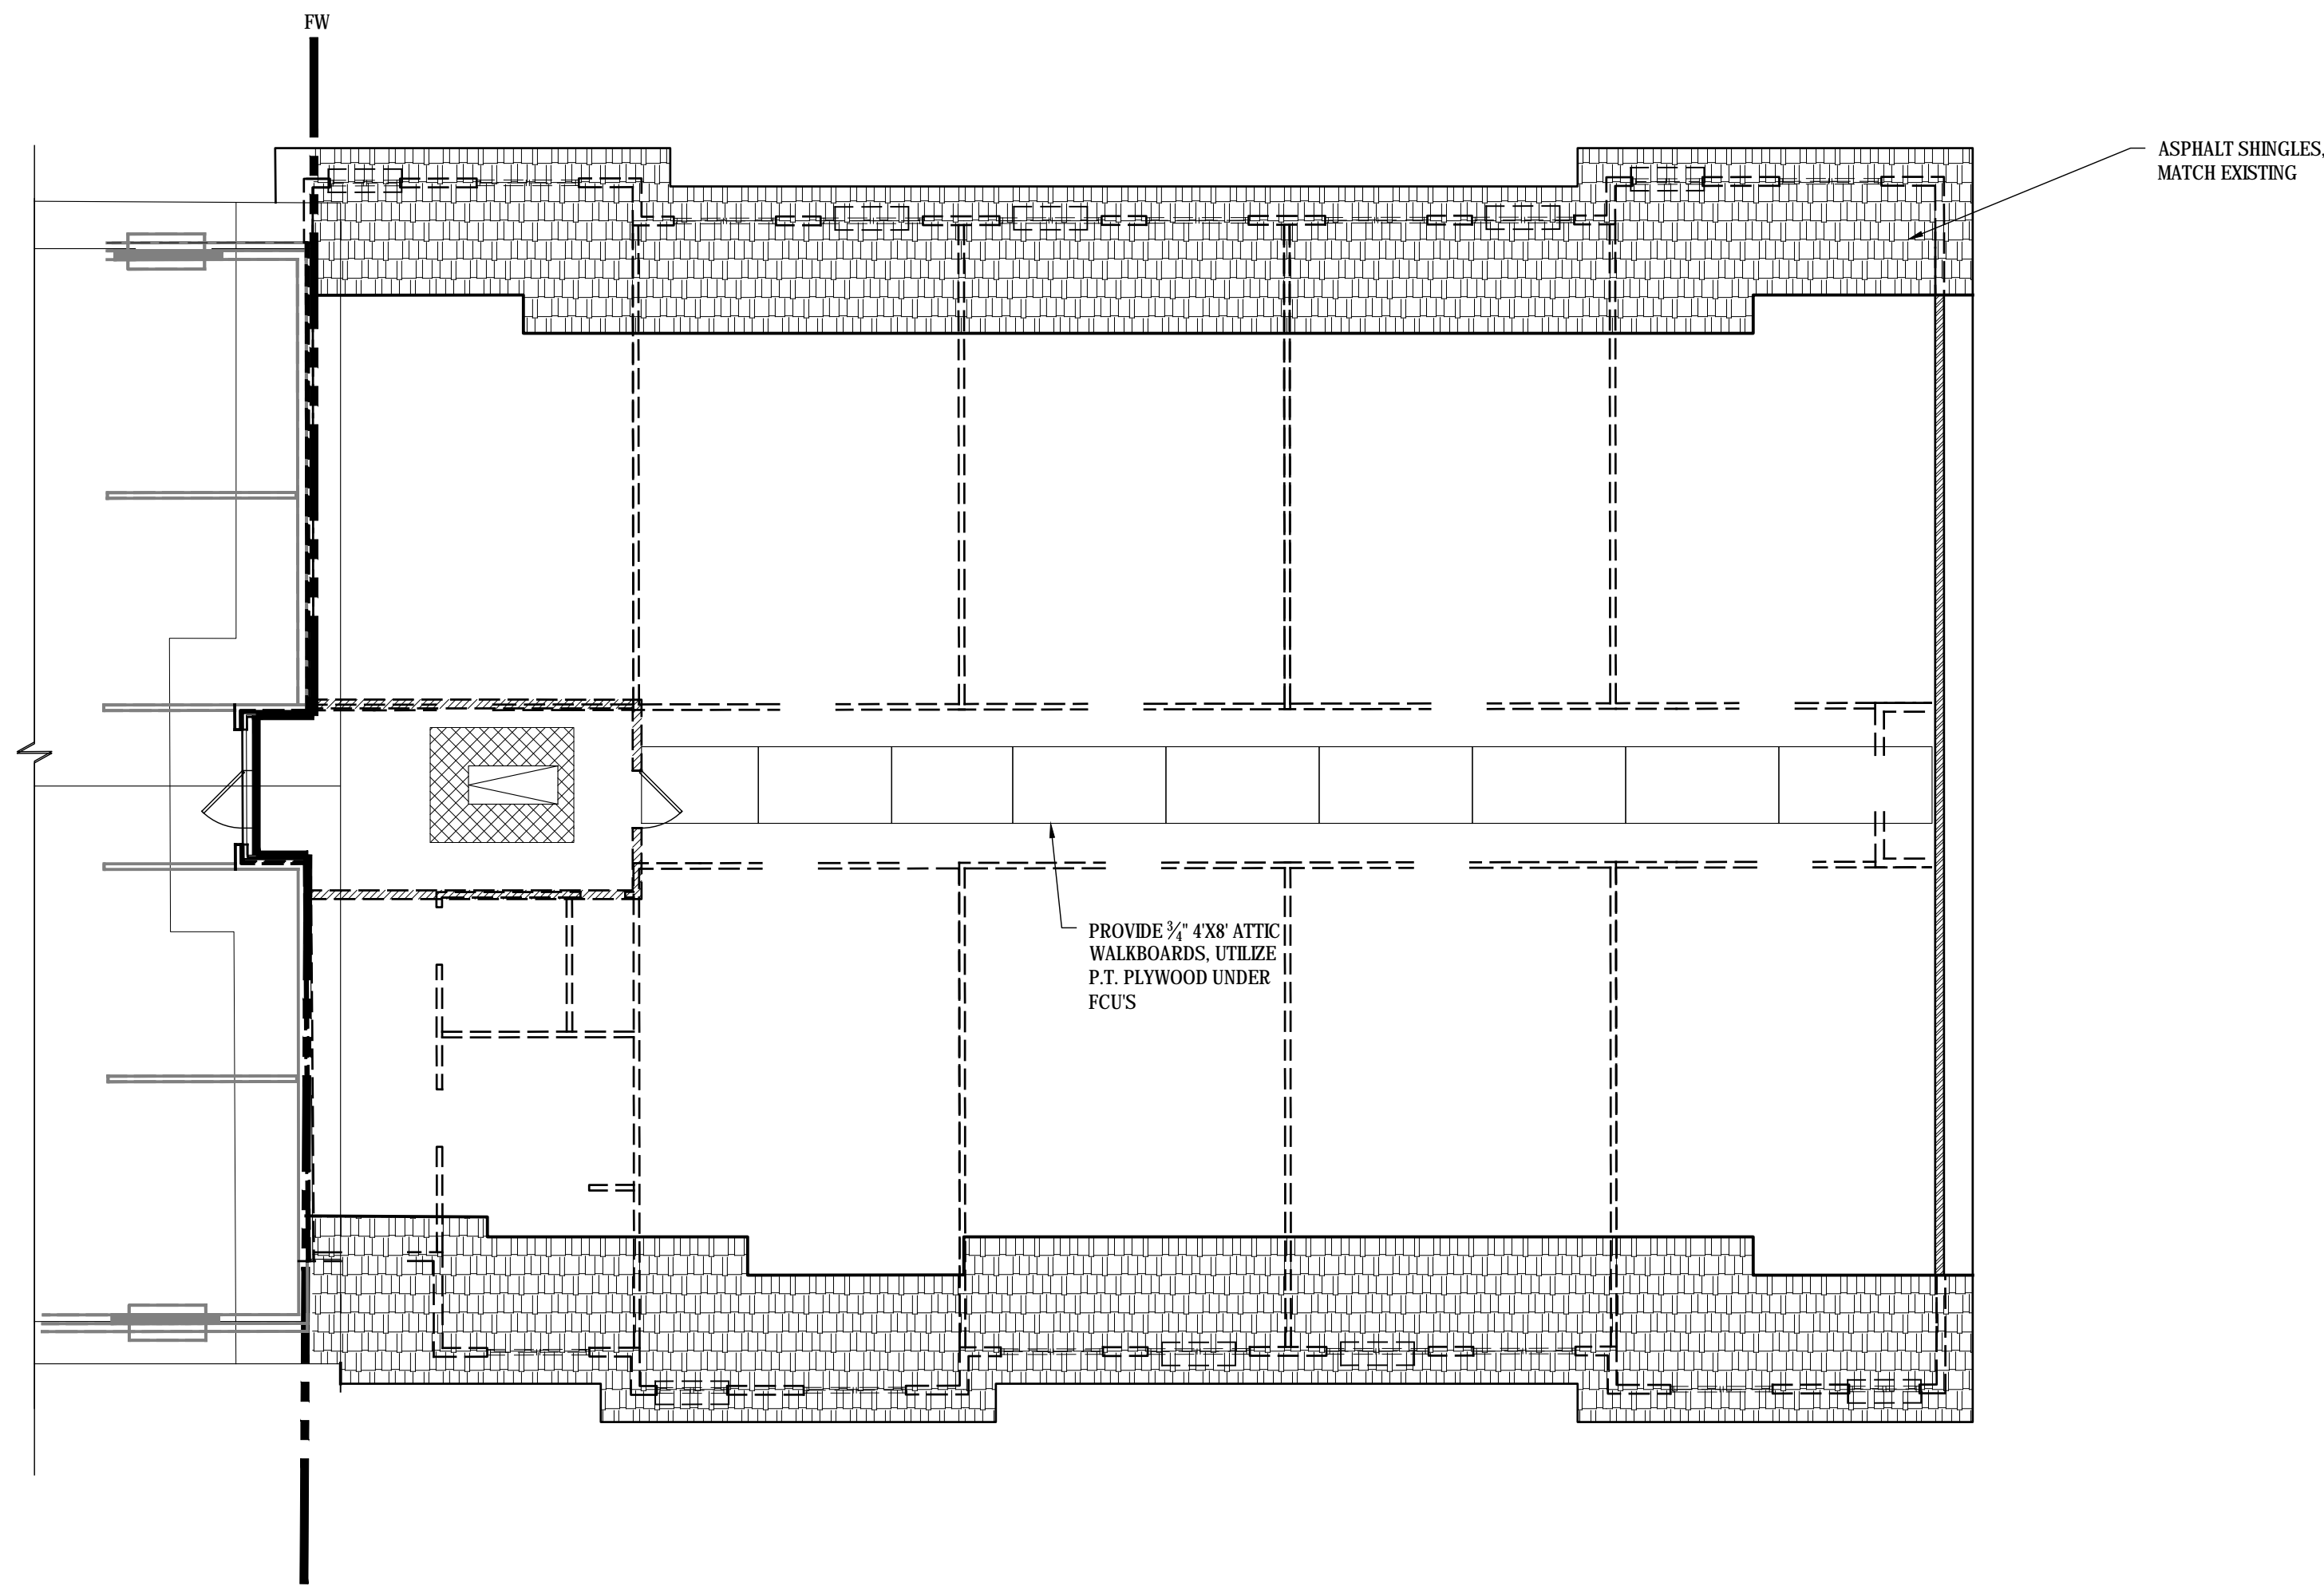 FW
ASPHALT SHINGLES,
MATCH EXISTING
PROVIDE ¾" 4'X8' ATTIC
WALKBOARDS, UTILIZE
P.T. PLYWOOD UNDER
FCU'S